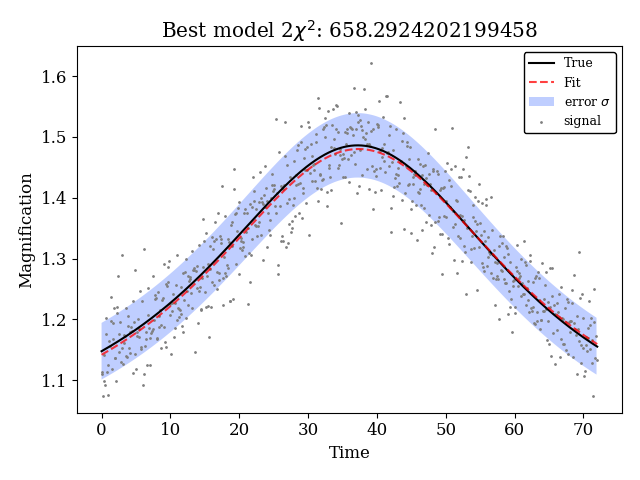 Best model 2χ²: 658.2924202199458
1.6
1.5
1.4
1.3
1.2
1.1
Magnification
0 10 20 30 40 50 60 70
Time
True
Fit
error σ
signal